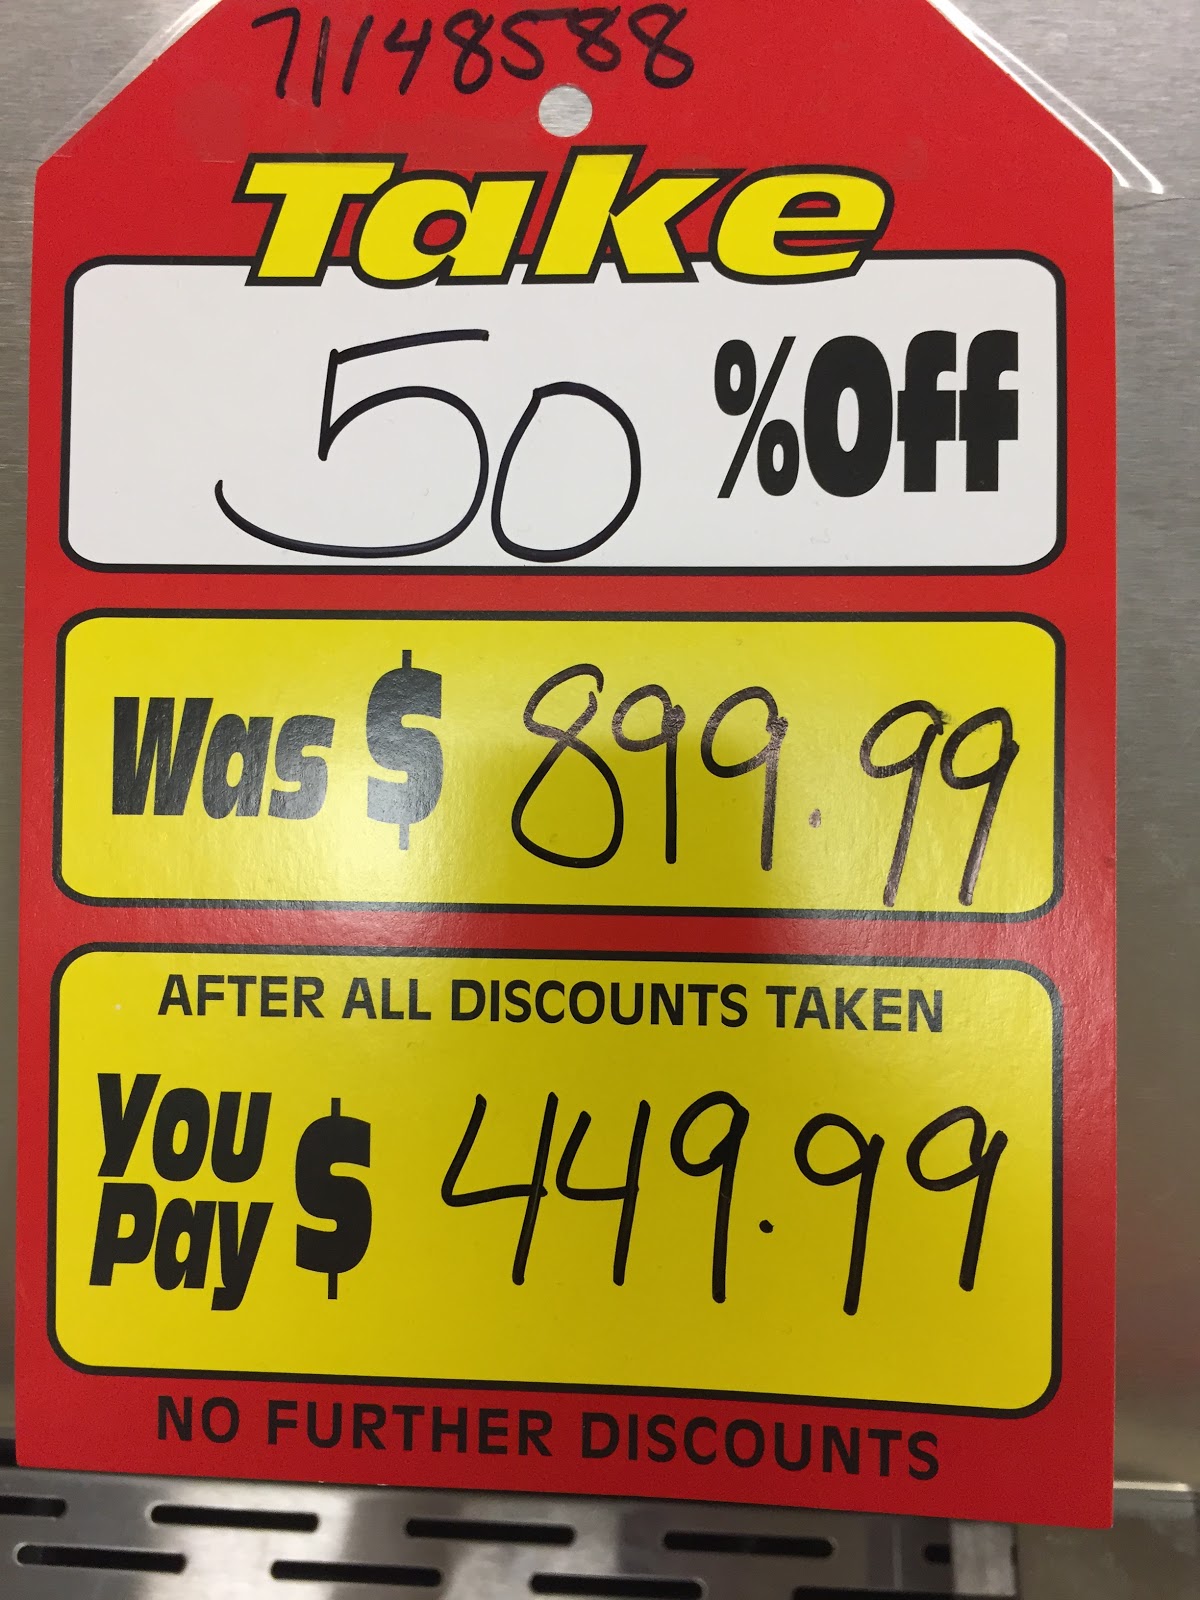 71148588
Take
50 %Off
Was $ 899.99
AFTER ALL DISCOUNTS TAKEN
You
Pay $ 449.99
NO FURTHER DISCOUNTS